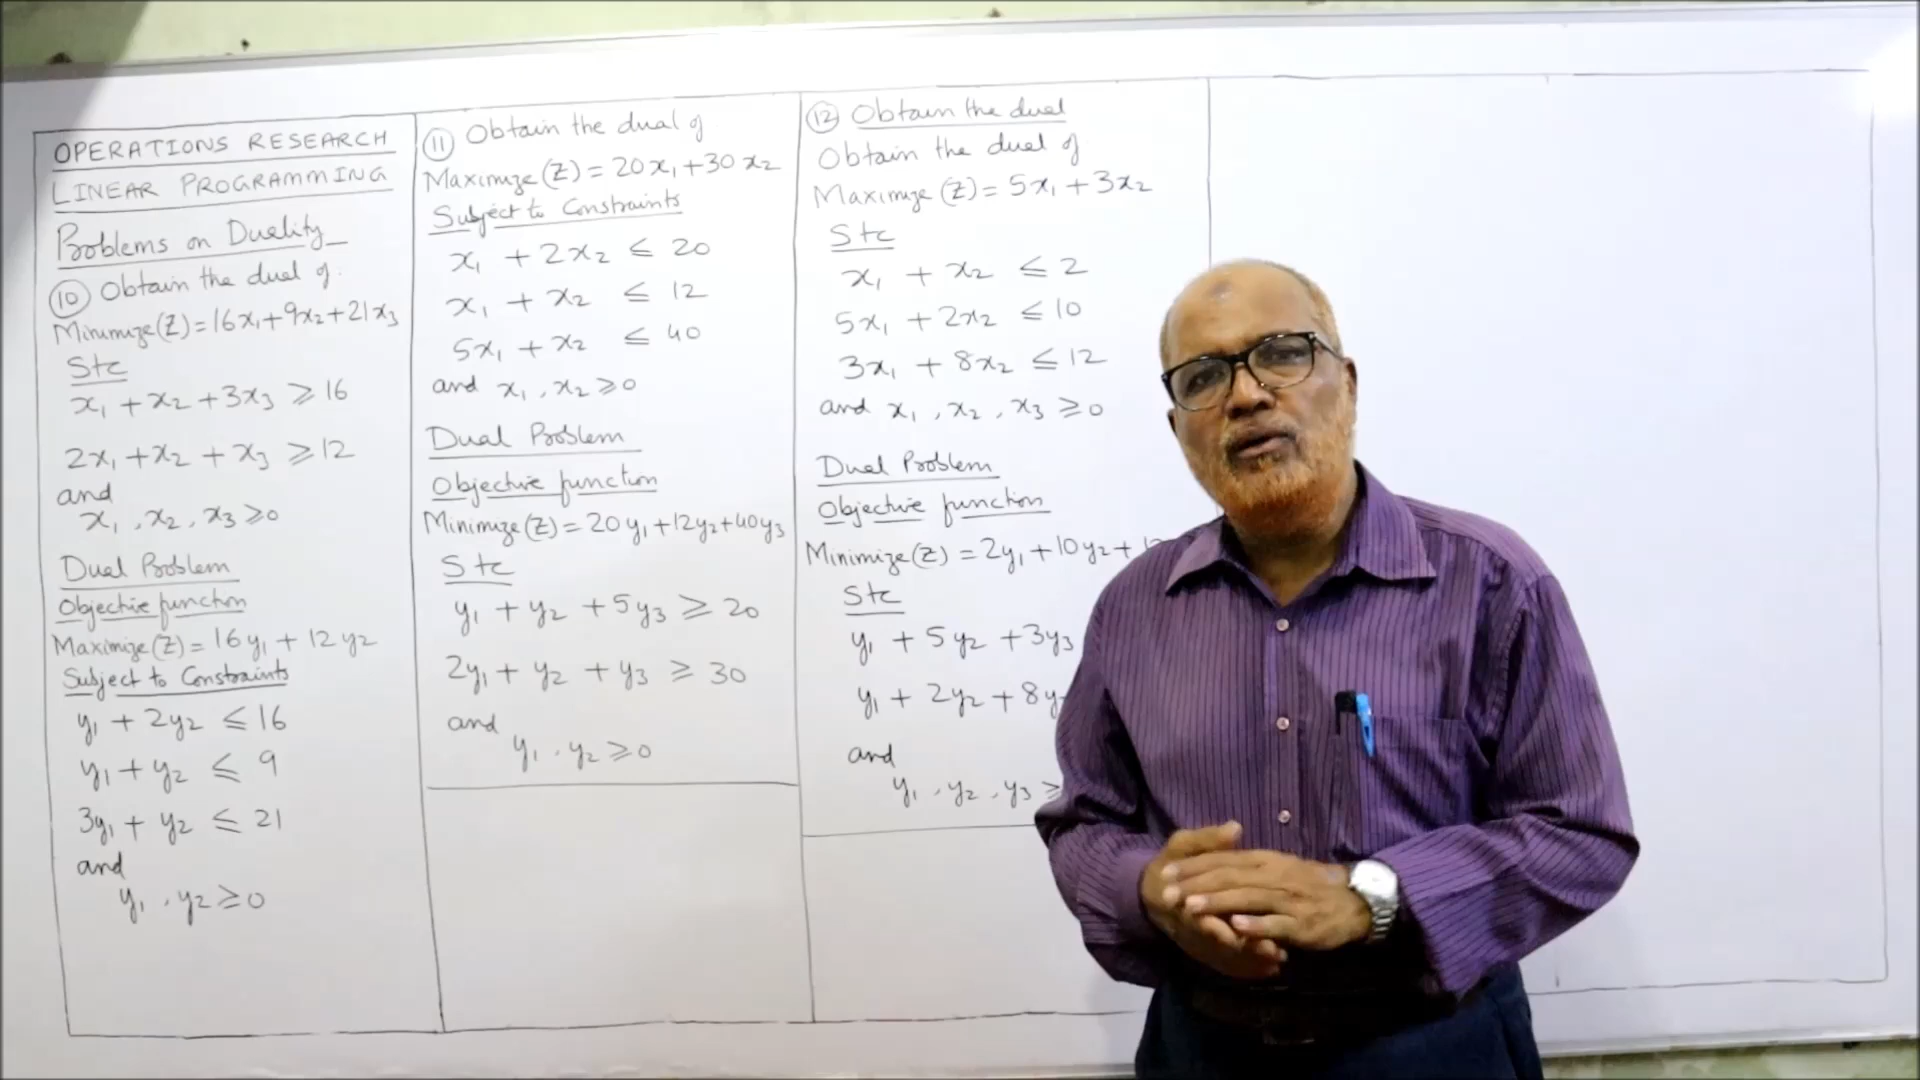 OPERATIONS RESEARCH
LINEAR PROGRAMMING
Problems on Duality
⑩ Obtain the dual of:
Minimize(Z)=16x₁+9x₂+21x₃
Stc
x₁ + x₂ + 3x₃ ≥ 16
2x₁ + x₂ + x₃ ≥ 12
and
x₁, x₂, x₃ ≥ 0
Dual Problem
Objective function
Maximize(Z) = 16y₁ + 12y₂
Subject to Constraints
y₁ + 2y₂ ≤ 16
y₁ + y₂ ≤ 9
3y₁ + y₂ ≤ 21
and
y₁, y₂ ≥ 0
⑪ Obtain the dual of
Maximize(Z) = 20x₁ + 30x₂
Subject to Constraints
x₁ + 2x₂ ≤ 20
x₁ + x₂ ≤ 12
5x₁ + x₂ ≤ 40
and x₁, x₂ ≥ 0
Dual Problem
Objective function
Minimize(Z) = 20y₁ + 12y₂ + 40y₃
Stc
y₁ + y₂ + 5y₃ ≥ 20
2y₁ + y₂ + y₃ ≥ 30
and
y₁, y₂ ≥ 0
⑫ Obtain the dual
Obtain the dual of
Maximize(Z) = 5x₁ + 3x₂
Stc
x₁ + x₂ ≤ 2
5x₁ + 2x₂ ≤ 10
3x₁ + 8x₂ ≤ 12
and x₁, x₂, x₃ ≥ 0
Dual Problem
Objective function
Minimize(Z) = 2y₁ + 10y₂ +
Stc
y₁ + 5y₂ + 3y₃
y₁ + 2y₂ + 8y
and
y₁, y₂, y₃ ≥